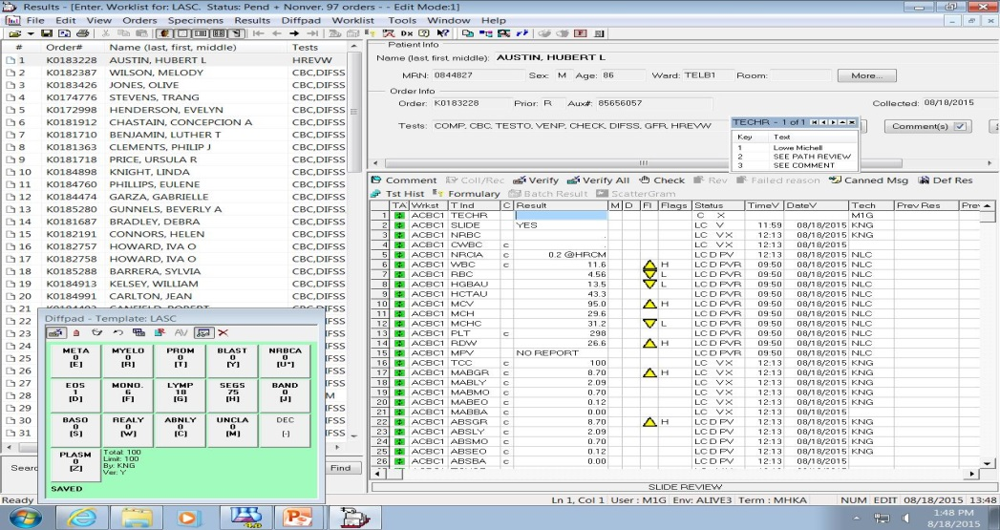 Results - [Enter. Worklist for: LASC. Status: Pend + Nonver. 97 orders - - Edit Mode:1]
File Edit View Orders Specimens Results Diffpad Worklist Tools Window Help
# Order# Name (last, first, middle) Tests
1 K0183228 AUSTIN, HUBERT L HREVW
2 K0182387 WILSON, MELODY CBC,DIFSS
3 K0183426 JONES, OLIVE CBC,DIFSS
4 K0174776 STEVENS, TRANG CBC,DIFSS
5 K0172998 HENDERSON, EVELYN CBC,DIFSS
6 K0181912 CHASTAIN, CONCEPCION A CBC,DIFSS
7 K0181710 BENJAMIN, LUTHER T CBC,DIFSS
8 K0181363 CLEMENTS, PHILIP J CBC,DIFSS
9 K0181718 PRICE, URSULA R CBC,DIFSS
10 K0184898 KNIGHT, LINDA CBC,DIFSS
11 K0184760 PHILLIPS, EULENE CBC,DIFSS
12 K0184474 GARZA, GABRIELLE CBC,DIFSS
13 K0185280 GUNNELS, BEVERLY A CBC,DIFSS
14 K0181687 BRADLEY, DEBRA CBC,DIFSS
15 K0182191 CONNORS, HELEN CBC,DIFSS
16 K0182757 HOWARD, IVA O CBC,DIFSS
17 K0182758 HOWARD, IVA O CBC,DIFSS
18 K0185288 BARRERA, SYLVIA CBC,DIFSS
19 K0184913 KELSEY, WILLIAM CBC,DIFSS
20 K0184991 CARLTON, JEAN CBC,DIFSS
22
23
24
25
26
27
28
29
30
31
Searc
Find
Patient Info
Name (last, first, middle): AUSTIN, HUBERT L
MRN: 0844827 Sex: M Age: 86 Ward: TELB1 Room: More...
Order Info
Order: K0183228 Prior: R Aux#: 85656057 Collected: 08/18/2015
Tests: COMP, CBC, TESTO, VENP, CHECK, DIFSS, GFR, HREVW
Comment(s)
TECHR - 1 of 1
Key Text
1 Lowe Michell
2 SEE PATH REVIEW
3 SEE COMMENT
Comment Coll/Rec Verify Verify All Check Rev Failed reason Canned Msg Def Res
Tst Hist Formulary Batch Result ScatterGram
TA Wrkst T Ind C Result M D Fl Flags Status TimeV DateV Tech Prev Res Prev
1 ACBC1 TECHR C X M1G
2 ACBC1 SLIDE YES LC V 11:59 08/18/2015 KNG
3 ACBC1 NRBC . LC VX 12:13 08/18/2015 KNG
4 ACBC1 CWBC c . LC VX 12:13 08/18/2015
5 ACBC1 NRCIA c 0.2 @HRCM LC D PV 12:13 08/18/2015 NLC
6 ACBC1 WBC c 11.6 H LC D PVR 09:50 08/18/2015 NLC
7 ACBC1 RBC 4.56 L LC D PVR 09:50 08/18/2015 NLC
8 ACBC1 HGBAU 13.5 L LC D PVR 09:50 08/18/2015 NLC
9 ACBC1 HCTAU 43.3 LC D PVR 09:50 08/18/2015 NLC
10 ACBC1 MCV 95.0 H LC D PVR 09:50 08/18/2015 NLC
11 ACBC1 MCH 29.6 LC D PVR 09:50 08/18/2015 NLC
12 ACBC1 MCHC 31.2 L LC D PVR 09:50 08/18/2015 NLC
13 ACBC1 PLT c 298 LC D PV 12:13 08/18/2015 NLC
14 ACBC1 RDW 26.6 H LC D PVR 09:50 08/18/2015 NLC
15 ACBC1 MPV NO REPORT LC D PVR 09:50 08/18/2015 NLC
16 ACBC1 TCC c 100 LC VX 12:13 08/18/2015 KNG
17 ACBC1 MABGR c 8.70 H LC VX 12:13 08/18/2015 KNG
18 ACBC1 MABLY c 2.09 LC VX 12:13 08/18/2015 KNG
19 ACBC1 MABMO c 0.70 LC VX 12:13 08/18/2015 KNG
20 ACBC1 MABEO c 0.12 LC VX 12:13 08/18/2015 KNG
21 ACBC1 MABBA c 0.00 LC VX 12:13 08/18/2015 KNG
22 ACBC1 ABSGR c 8.70 H LC D PV 12:13 08/18/2015 KNG
23 ACBC1 ABSLY c 2.09 LC D PV 12:13 08/18/2015 KNG
24 ACBC1 ABSMO c 0.70 LC D PV 12:13 08/18/2015 KNG
25 ACBC1 ABSEO c 0.12 LC D PV 12:13 08/18/2015 KNG
26 ACBC1 ABSBA c 0.00 LC D PV 12:13 08/18/2015 KNG
SLIDE REVIEW
Diffpad - Template: LASC
META MYELO PROM BLAST NRBCA
0 0 0 0 0
[E] [R] [T] [Y] [U*]
EOS MONO. LYMP SEGS BAND
1 6 18 75 0
[D] [F] [G] [H] [J]
BASO REALY ABNLY UNCLA DEC
0 0 0 0
[S] [W] [C] [M] [-]
PLASM
0
[Z]
Total: 100
Limit: 100
By: KNG
Ver: Y
SAVED
Ready Ln 1, Col 1 User : M1G Env: ALIVE3 Term : MHKA NUM EDIT 08/18/2015 13:48
1:48 PM
8/18/2015